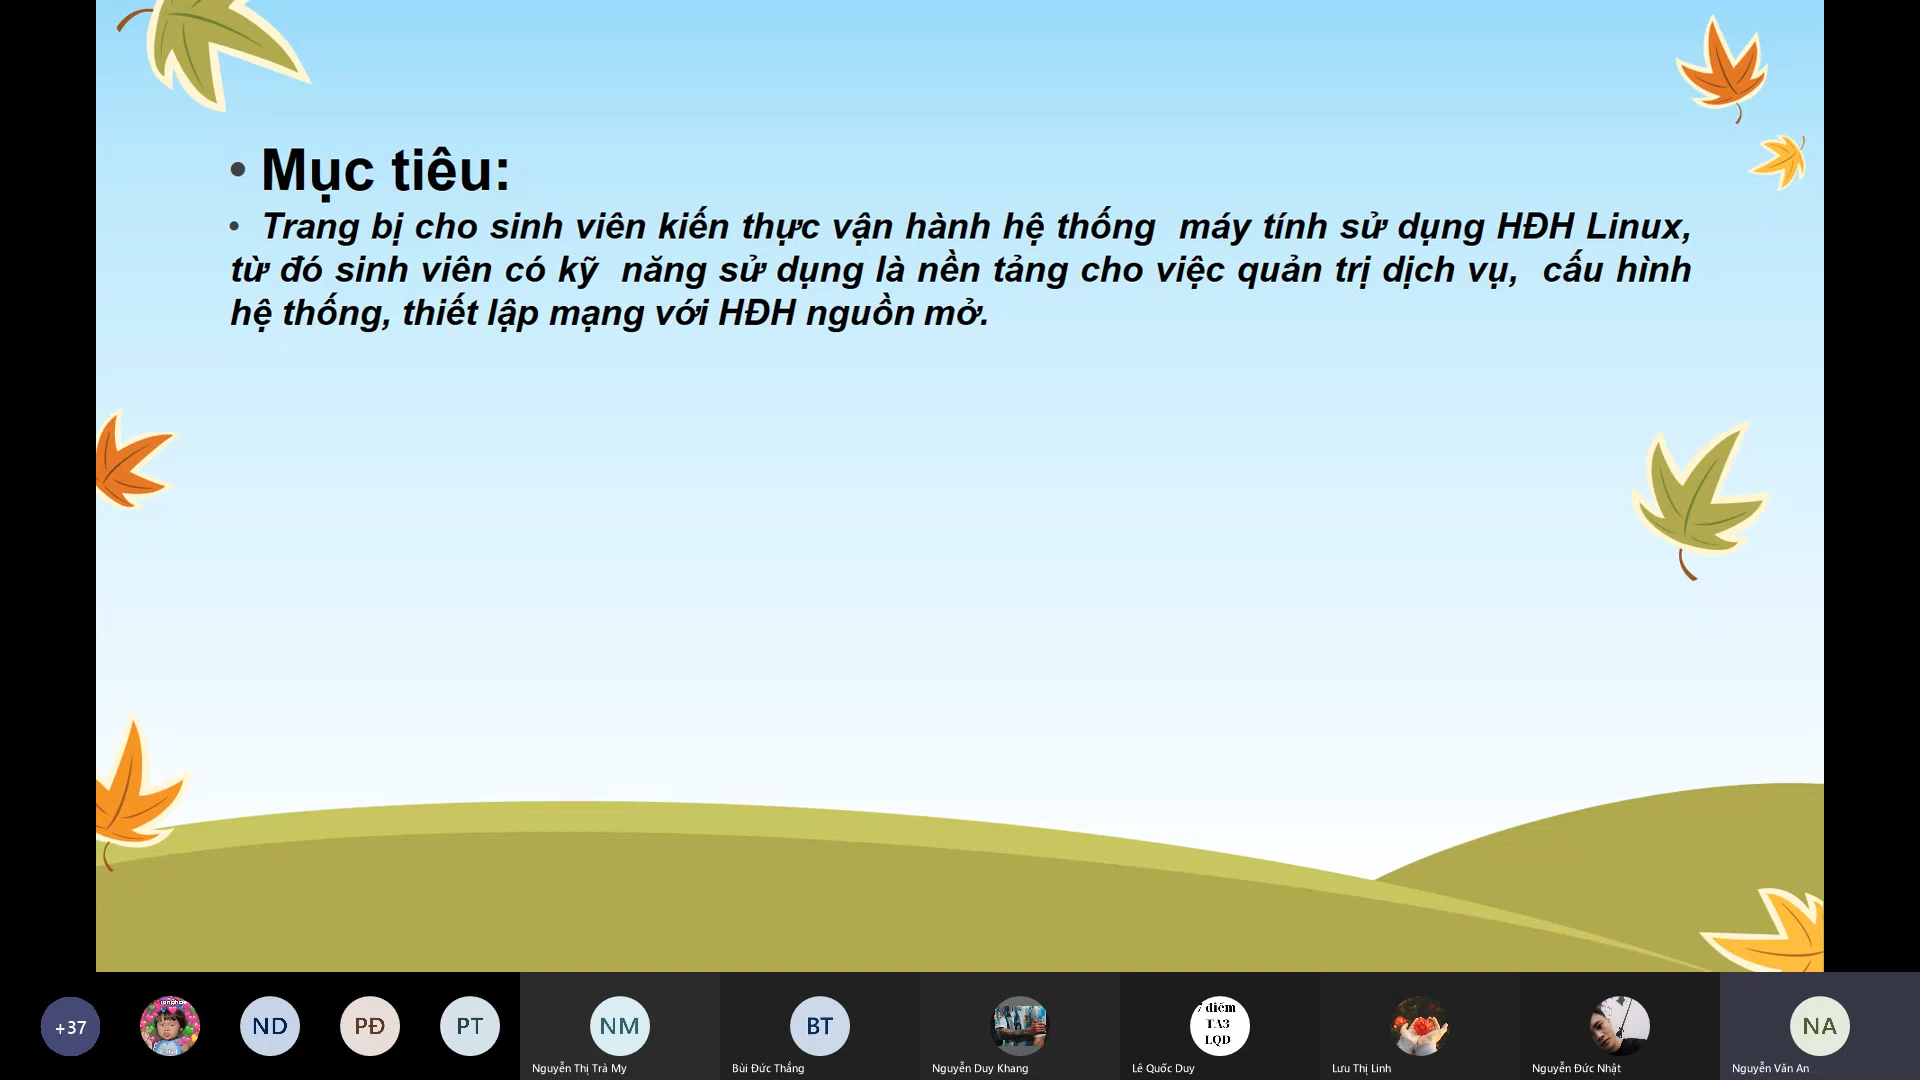 • Mục tiêu:
• Trang bị cho sinh viên kiến thực vận hành hệ thống máy tính sử dụng HĐH Linux,
từ đó sinh viên có kỹ năng sử dụng là nền tảng cho việc quản trị dịch vụ, cấu hình
hệ thống, thiết lập mạng với HĐH nguồn mở.
+37
ND
PĐ
PT
NM
BT
7 điểm
TA3
LQD
NA
Nguyễn Thị Trà My
Bùi Đức Thắng
Nguyễn Duy Khang
Lê Quốc Duy
Lưu Thị Linh
Nguyễn Đức Nhật
Nguyễn Văn An